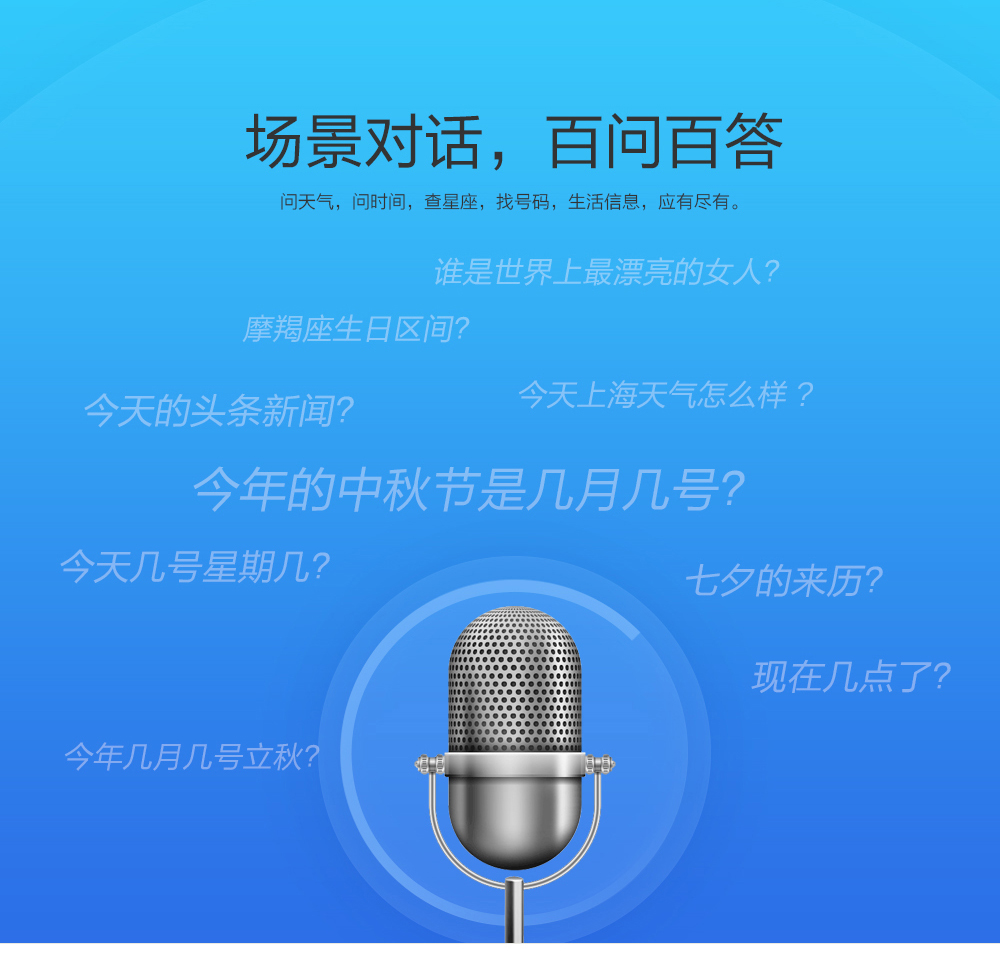 场景对话，百问百答
问天气，问时间，查星座，找号码，生活信息，应有尽有。
谁是世界上最漂亮的女人?
摩羯座生日区间?
今天上海天气怎么样？
今天的头条新闻?
今年的中秋节是几月几号?
今天几号星期几?
七夕的来历?
现在几点了?
今年几月几号立秋?